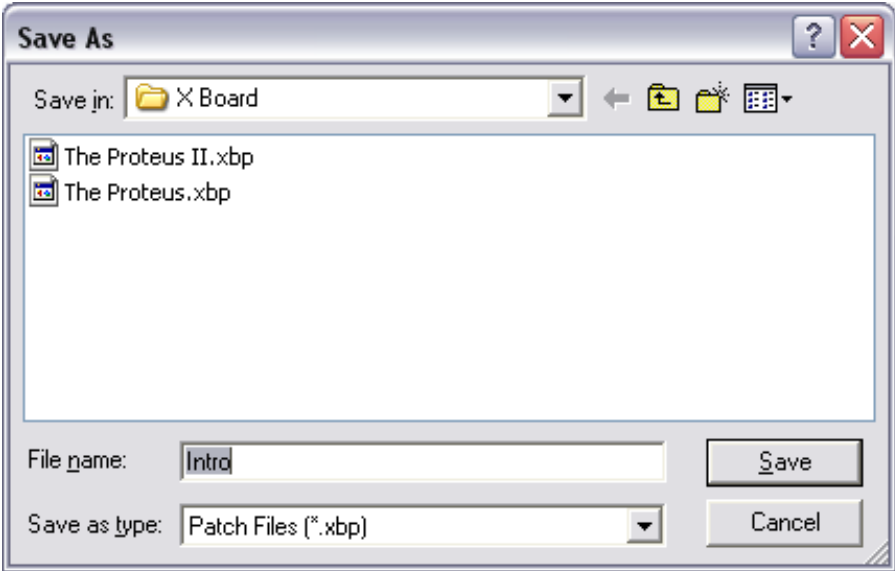 Save As ?
Save in: X Board
The Proteus II.xbp
The Proteus.xbp
File name: Intro Save
Save as type: Patch Files (*.xbp) Cancel